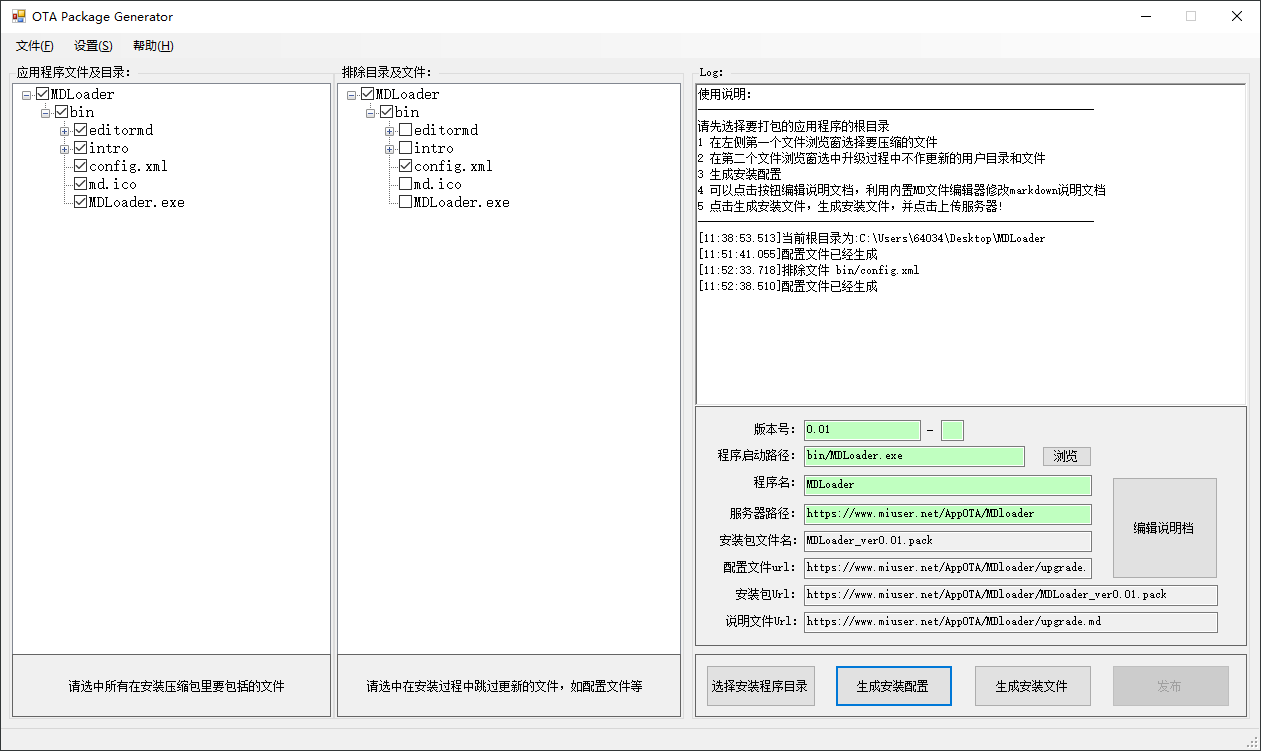 OTA Package Generator
文件(F) 设置(S) 帮助(H)
应用程序文件及目录:
MDLoader
bin
editormd
intro
config.xml
md.ico
MDLoader.exe
请选中所有在安装压缩包里要包括的文件
排除目录及文件:
MDLoader
bin
editormd
intro
config.xml
md.ico
MDLoader.exe
请选中在安装过程中跳过更新的文件，如配置文件等
Log:
使用说明:
请先选择要打包的应用程序的根目录
1 在左侧第一个文件浏览窗选择要压缩的文件
2 在第二个文件浏览窗选中升级过程中不作更新的用户目录和文件
3 生成安装配置
4 可以点击按钮编辑说明文档，利用内置MD文件编辑器修改markdown说明文档
5 点击生成安装文件，生成安装文件，并点击上传服务器!
[11:38:53.513]当前根目录为:C:\Users\64034\Desktop\MDLoader
[11:51:41.055]配置文件已经生成
[11:52:33.718]排除文件 bin/config.xml
[11:52:38.510]配置文件已经生成
版本号: 0.01 -
程序启动路径: bin/MDLoader.exe 浏览
程序名: MDLoader
服务器路径: https://www.miuser.net/AppOTA/MDloader
安装包文件名: MDLoader_ver0.01.pack
配置文件url: https://www.miuser.net/AppOTA/MDloader/upgrade.
安装包Url: https://www.miuser.net/AppOTA/MDloader/MDLoader_ver0.01.pack
说明文件Url: https://www.miuser.net/AppOTA/MDloader/upgrade.md
编辑说明档
选择安装程序目录 生成安装配置 生成安装文件 发布